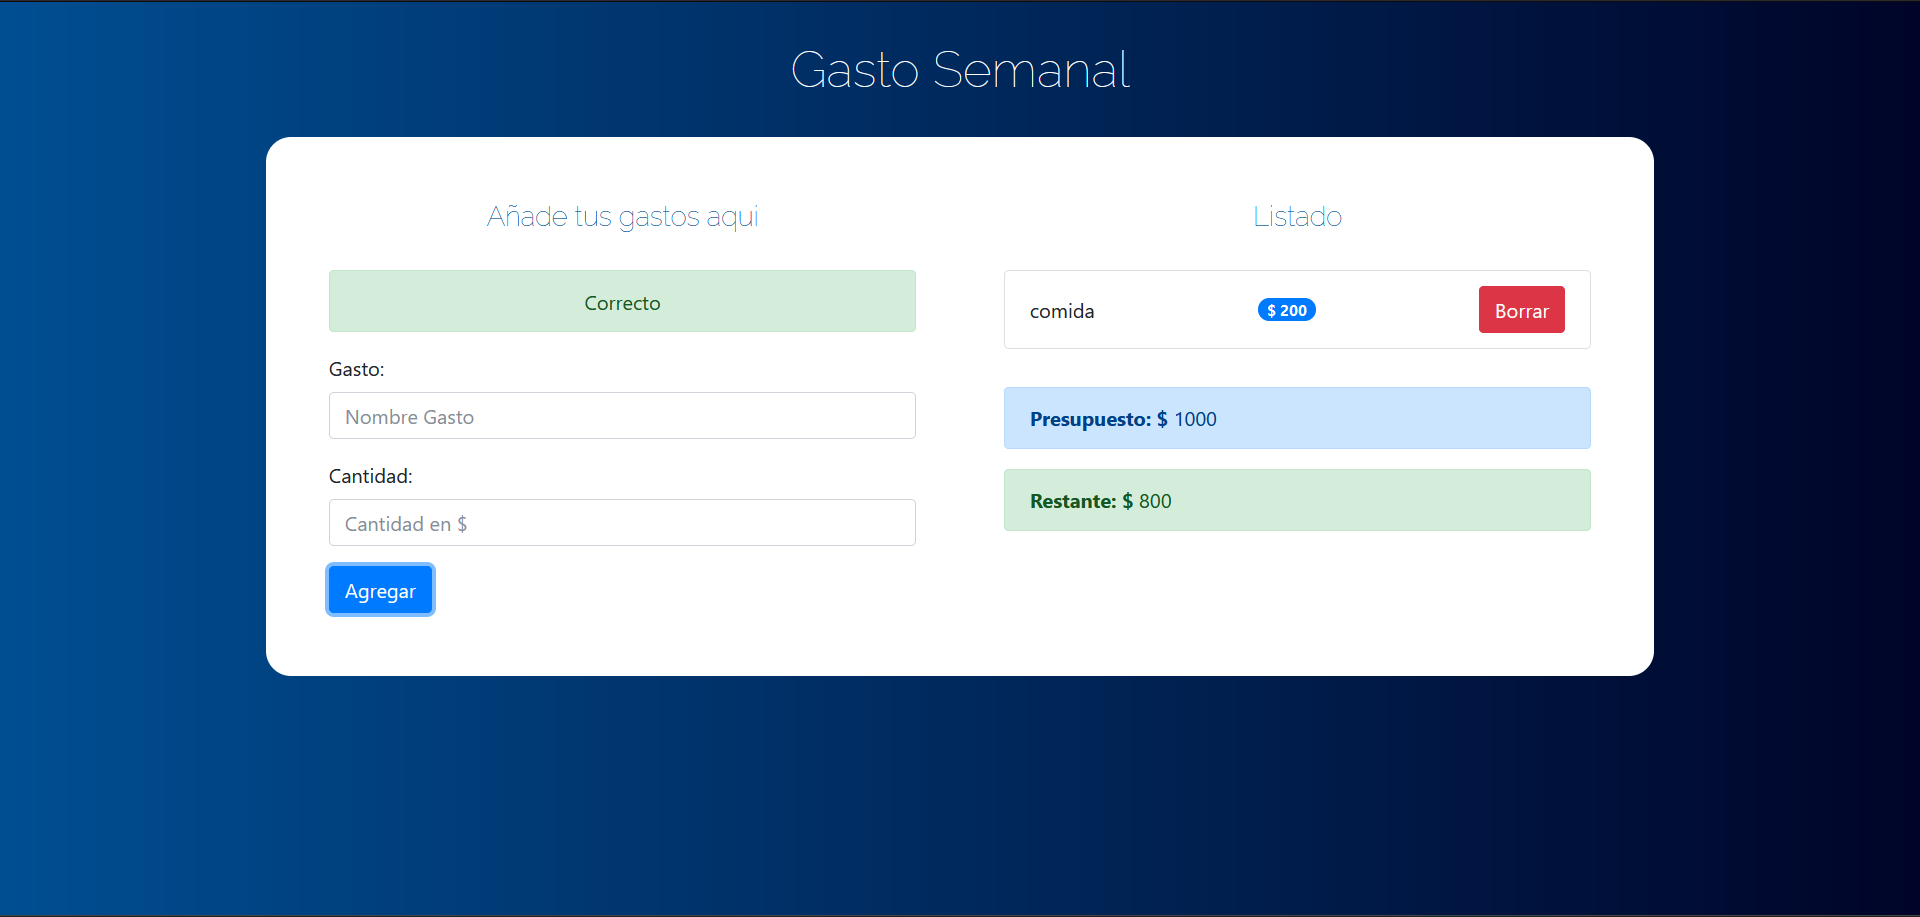 Gasto Semanal
Añade tus gastos aqui
Correcto
Gasto:
Nombre Gasto
Cantidad:
Cantidad en $
Agregar
Listado
comida
$ 200
Borrar
Presupuesto: $ 1000
Restante: $ 800